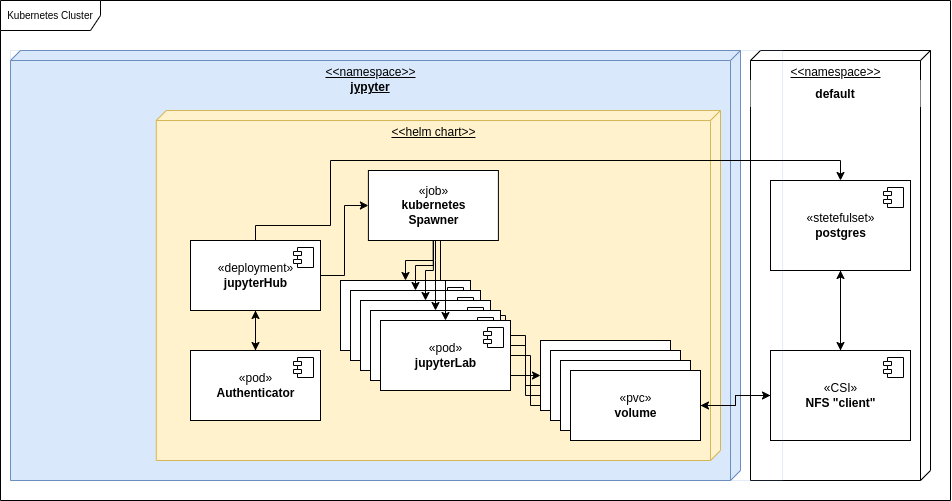 Kubernetes Cluster
<<namespace>>
jypyter
<<namespace>>
default
<<helm chart>>
«job»
kubernetes
Spawner
«stetefulset»
postgres
«deployment»
jupyterHub
«pod»
jupyterLab
«pod»
Authenticator
«pvc»
volume
«CSI»
NFS "client"